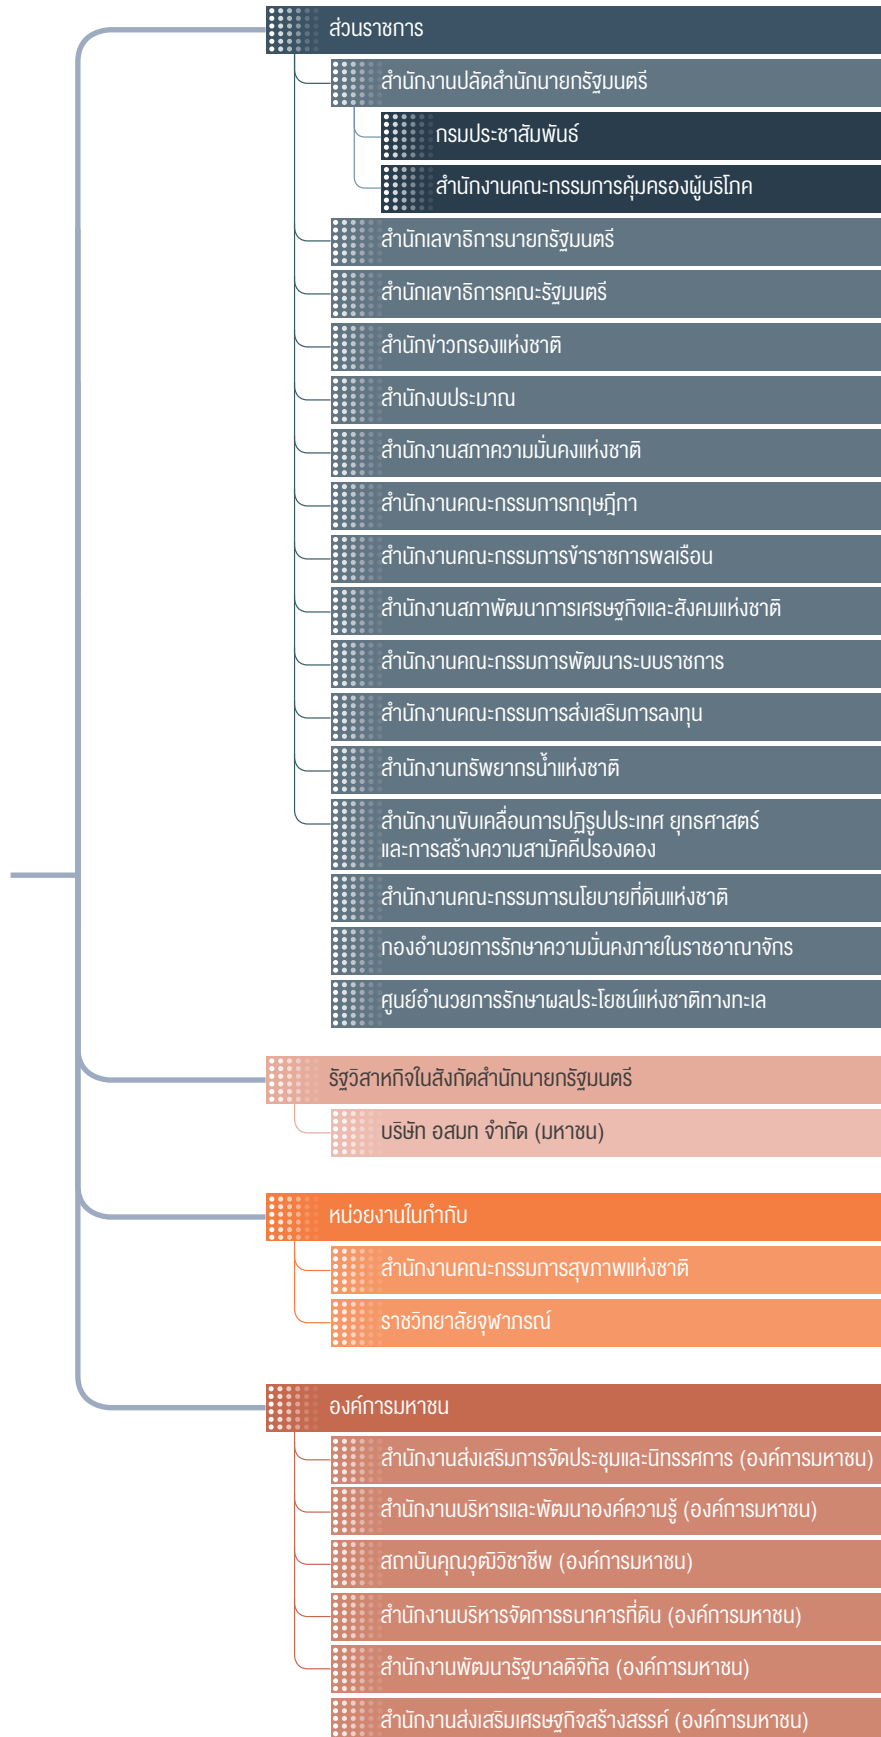 ส่วนราชการ
สำนักงานปลัดสำนักนายกรัฐมนตรี
กรมประชาสัมพันธ์
สำนักงานคณะกรรมการคุ้มครองผู้บริโภค
สำนักเลขาธิการนายกรัฐมนตรี
สำนักเลขาธิการคณะรัฐมนตรี
สำนักข่าวกรองแห่งชาติ
สำนักงบประมาณ
สำนักงานสภาความมั่นคงแห่งชาติ
สำนักงานคณะกรรมการกฤษฎีกา
สำนักงานคณะกรรมการข้าราชการพลเรือน
สำนักงานสภาพัฒนาการเศรษฐกิจและสังคมแห่งชาติ
สำนักงานคณะกรรมการพัฒนาระบบราชการ
สำนักงานคณะกรรมการส่งเสริมการลงทุน
สำนักงานทรัพยากรน้ำแห่งชาติ
สำนักงานขับเคลื่อนการปฏิรูปประเทศ ยุทธศาสตร์
และการสร้างความสามัคคีปรองดอง
สำนักงานคณะกรรมการนโยบายที่ดินแห่งชาติ
กองอำนวยการรักษาความมั่นคงภายในราชอาณาจักร
ศูนย์อำนวยการรักษาผลประโยชน์แห่งชาติทางทะเล
รัฐวิสาหกิจในสังกัดสำนักนายกรัฐมนตรี
บริษัท อสมท จำกัด (มหาชน)
หน่วยงานในกำกับ
สำนักงานคณะกรรมการสุขภาพแห่งชาติ
ราชวิทยาลัยจุฬาภรณ์
องค์การมหาชน
สำนักงานส่งเสริมการจัดประชุมและนิทรรศการ (องค์การมหาชน)
สำนักงานบริหารและพัฒนาองค์ความรู้ (องค์การมหาชน)
สถาบันคุณวุฒิวิชาชีพ (องค์การมหาชน)
สำนักงานบริหารจัดการธนาคารที่ดิน (องค์การมหาชน)
สำนักงานพัฒนารัฐบาลดิจิทัล (องค์การมหาชน)
สำนักงานส่งเสริมเศรษฐกิจสร้างสรรค์ (องค์การมหาชน)